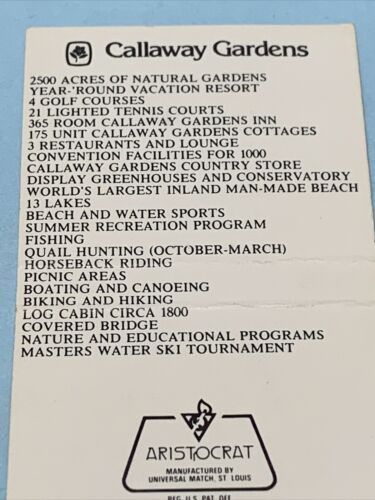 Callaway Gardens
2500 ACRES OF NATURAL GARDENS
YEAR-'ROUND VACATION RESORT
4 GOLF COURSES
21 LIGHTED TENNIS COURTS
365 ROOM CALLAWAY GARDENS INN
175 UNIT CALLAWAY GARDENS COTTAGES
3 RESTAURANTS AND LOUNGE
CONVENTION FACILITIES FOR 1000
CALLAWAY GARDENS COUNTRY STORE
DISPLAY GREENHOUSES AND CONSERVATORY
WORLD'S LARGEST INLAND MAN-MADE BEACH
13 LAKES
BEACH AND WATER SPORTS
SUMMER RECREATION PROGRAM
FISHING
QUAIL HUNTING (OCTOBER-MARCH)
HORSEBACK RIDING
PICNIC AREAS
BOATING AND CANOEING
BIKING AND HIKING
LOG CABIN CIRCA 1800
COVERED BRIDGE
NATURE AND EDUCATIONAL PROGRAMS
MASTERS WATER SKI TOURNAMENT
ARISTOCRAT
MANUFACTURED BY
UNIVERSAL MATCH, ST. LOUIS
REG. U.S. PAT. OFF.